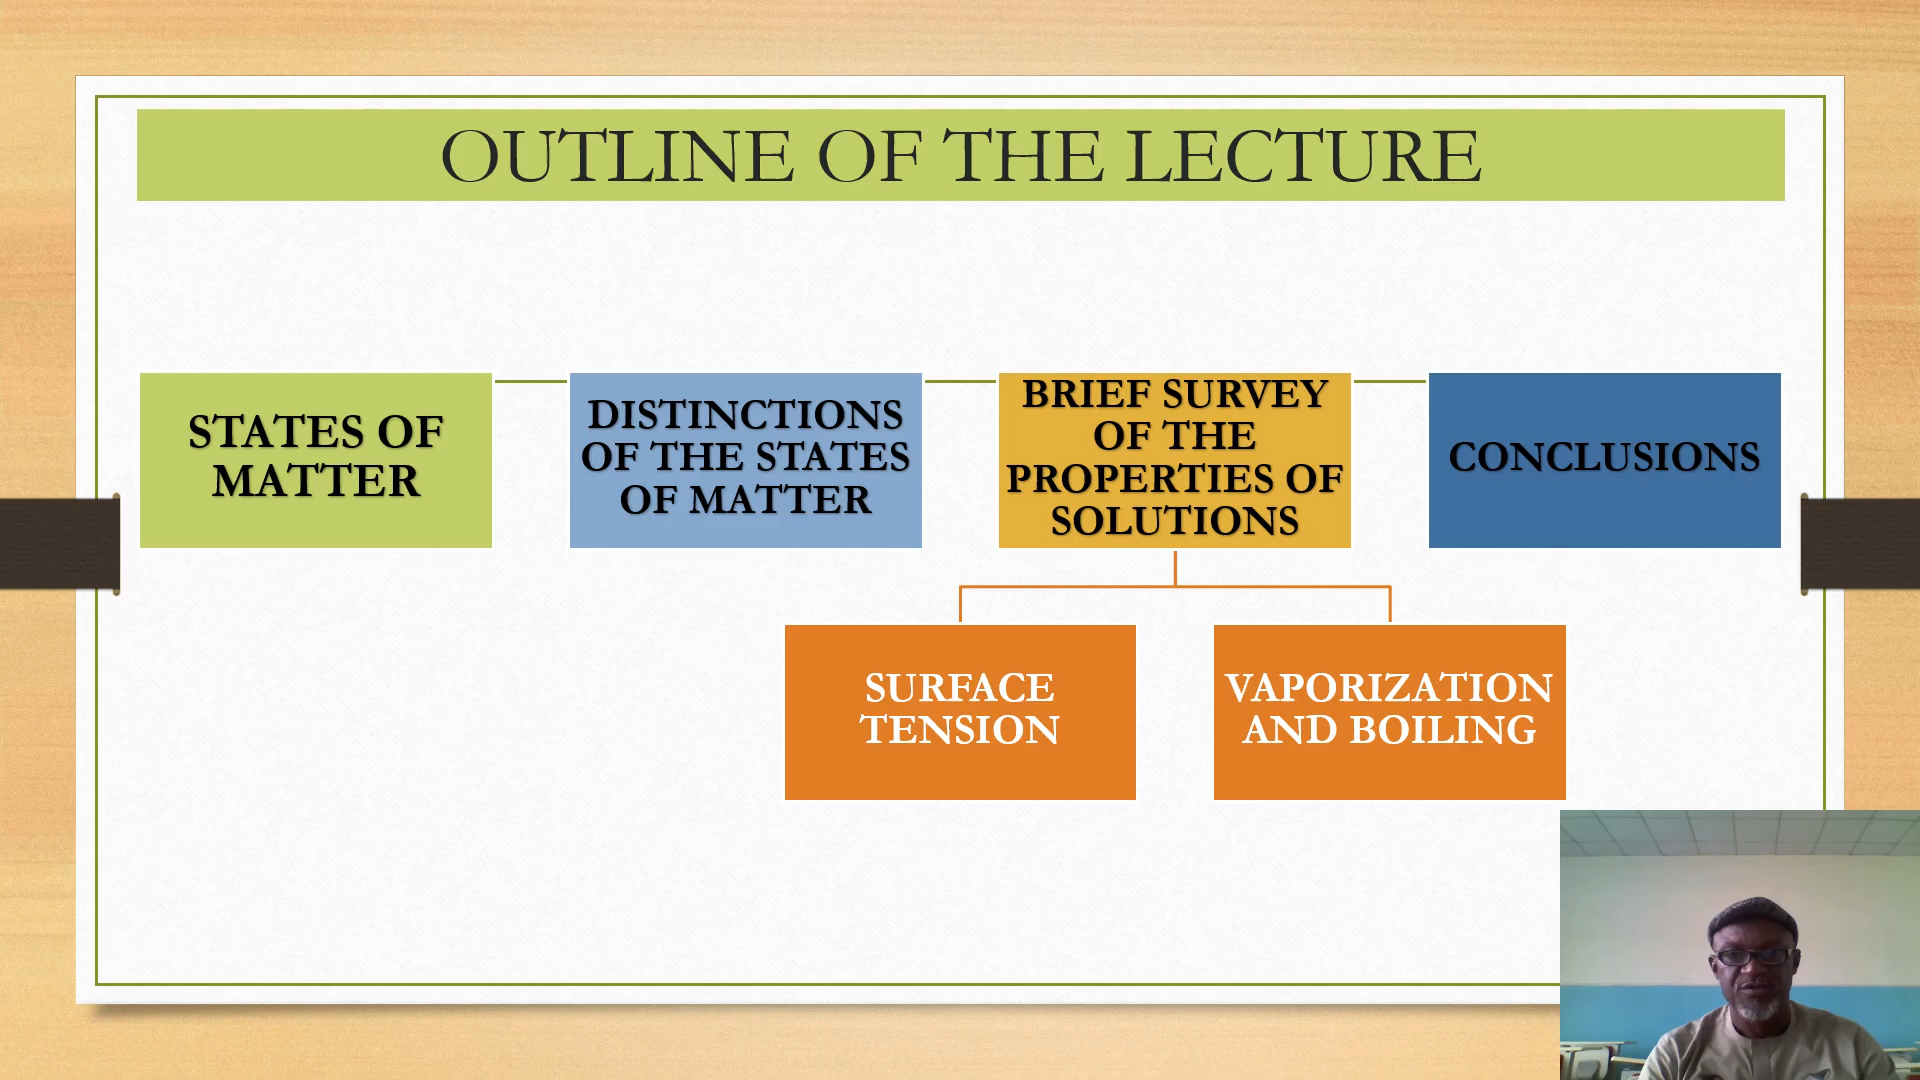 OUTLINE OF THE LECTURE
STATES OF
MATTER
DISTINCTIONS
OF THE STATES
OF MATTER
BRIEF SURVEY
OF THE
PROPERTIES OF
SOLUTIONS
CONCLUSIONS
SURFACE
TENSION
VAPORIZATION
AND BOILING